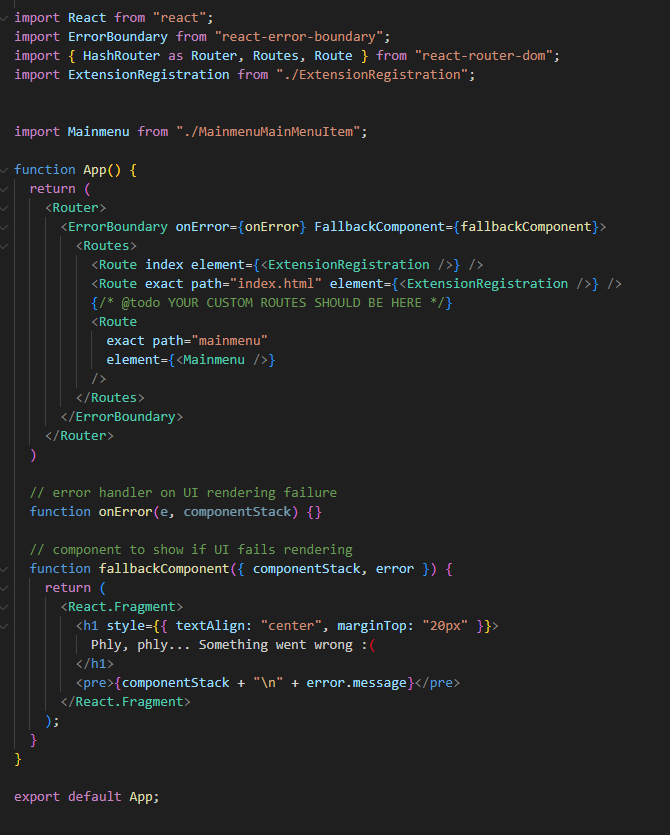 import React from "react";
import ErrorBoundary from "react-error-boundary";
import { HashRouter as Router, Routes, Route } from "react-router-dom";
import ExtensionRegistration from "./ExtensionRegistration";
import Mainmenu from "./MainmenuMainMenuItem";
function App() {
  return (
    <Router>
      <ErrorBoundary onError={onError} FallbackComponent={fallbackComponent}>
        <Routes>
          <Route index element={<ExtensionRegistration />} />
          <Route exact path="index.html" element={<ExtensionRegistration />} />
          {/* @todo YOUR CUSTOM ROUTES SHOULD BE HERE */}
          <Route
            exact path="mainmenu"
            element={<Mainmenu />}
          />
        </Routes>
      </ErrorBoundary>
    </Router>
  )
  // error handler on UI rendering failure
  function onError(e, componentStack) {}
  // component to show if UI fails rendering
  function fallbackComponent({ componentStack, error }) {
    return (
      <React.Fragment>
        <h1 style={{ textAlign: "center", marginTop: "20px" }}>
          Phly, phly... Something went wrong :(
        </h1>
        <pre>{componentStack + "\n" + error.message}</pre>
      </React.Fragment>
    );
  }
}
export default App;